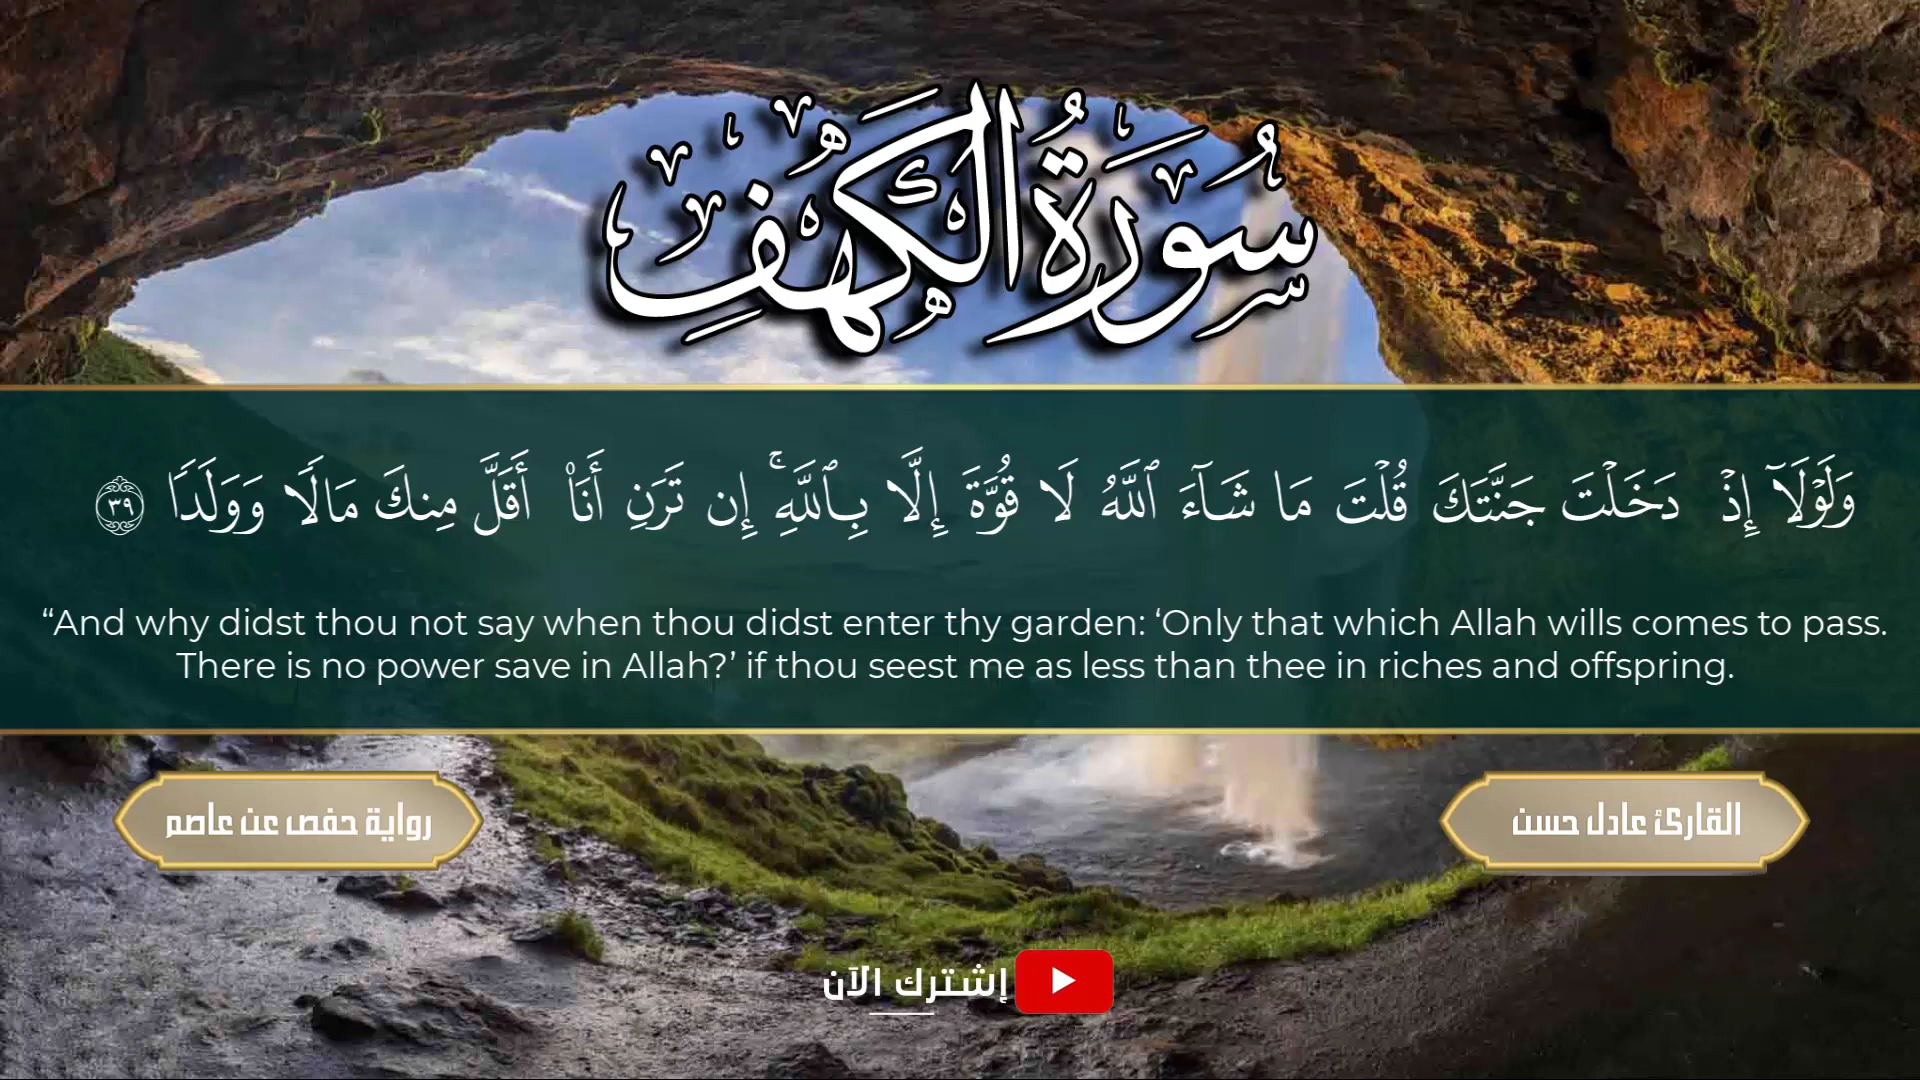 سُورَةُ الْكَهْفِ
وَلَوْلَآ إِذْ دَخَلْتَ جَنَّتَكَ قُلْتَ مَا شَآءَ ٱللَّهُ لَا قُوَّةَ إِلَّا بِٱللَّهِ ۚ إِن تَرَنِ أَنَا۠ أَقَلَّ مِنكَ مَالًا وَوَلَدًا ٣٩
“And why didst thou not say when thou didst enter thy garden: ‘Only that which Allah wills comes to pass.
There is no power save in Allah?’ if thou seest me as less than thee in riches and offspring.
القارئ عادل حسن
رواية حفص عن عاصم
إشترك الآن